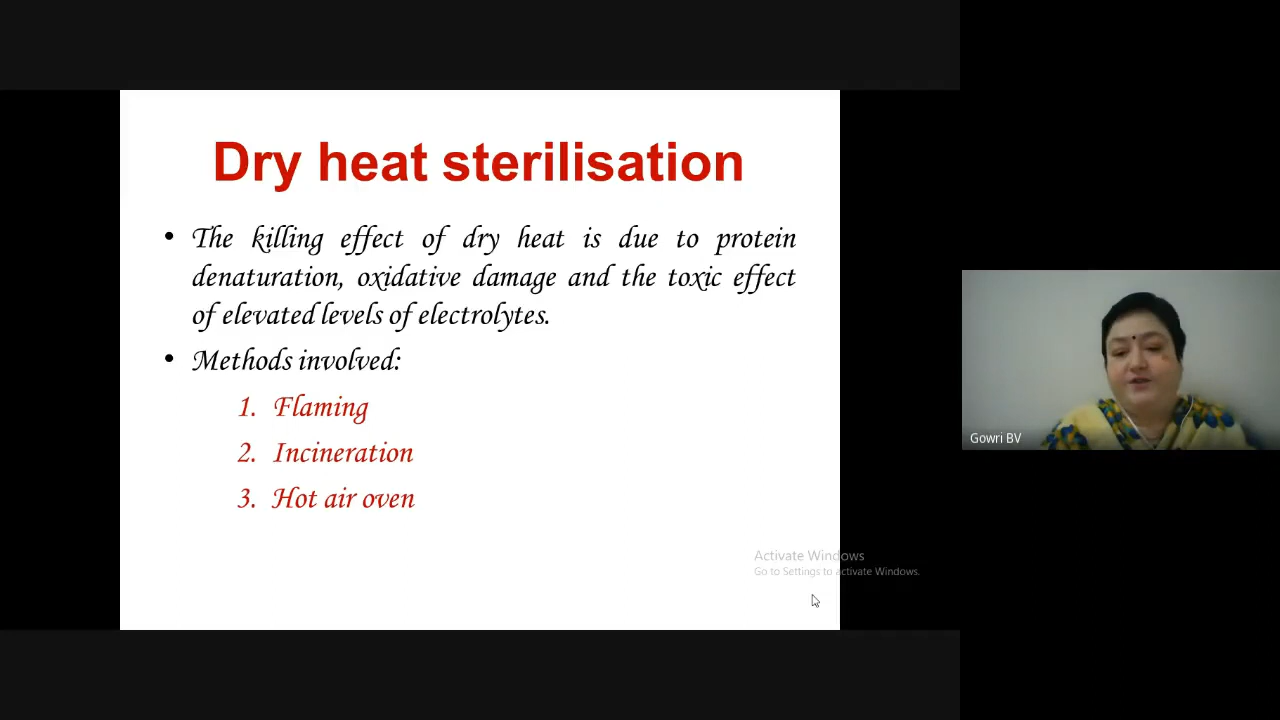 Dry heat sterilisation
• The killing effect of dry heat is due to protein
denaturation, oxidative damage and the toxic effect
of elevated levels of electrolytes.
• Methods involved:
1. Flaming
2. Incineration
3. Hot air oven
Gowri BV
Activate Windows
Go to Settings to activate Windows.